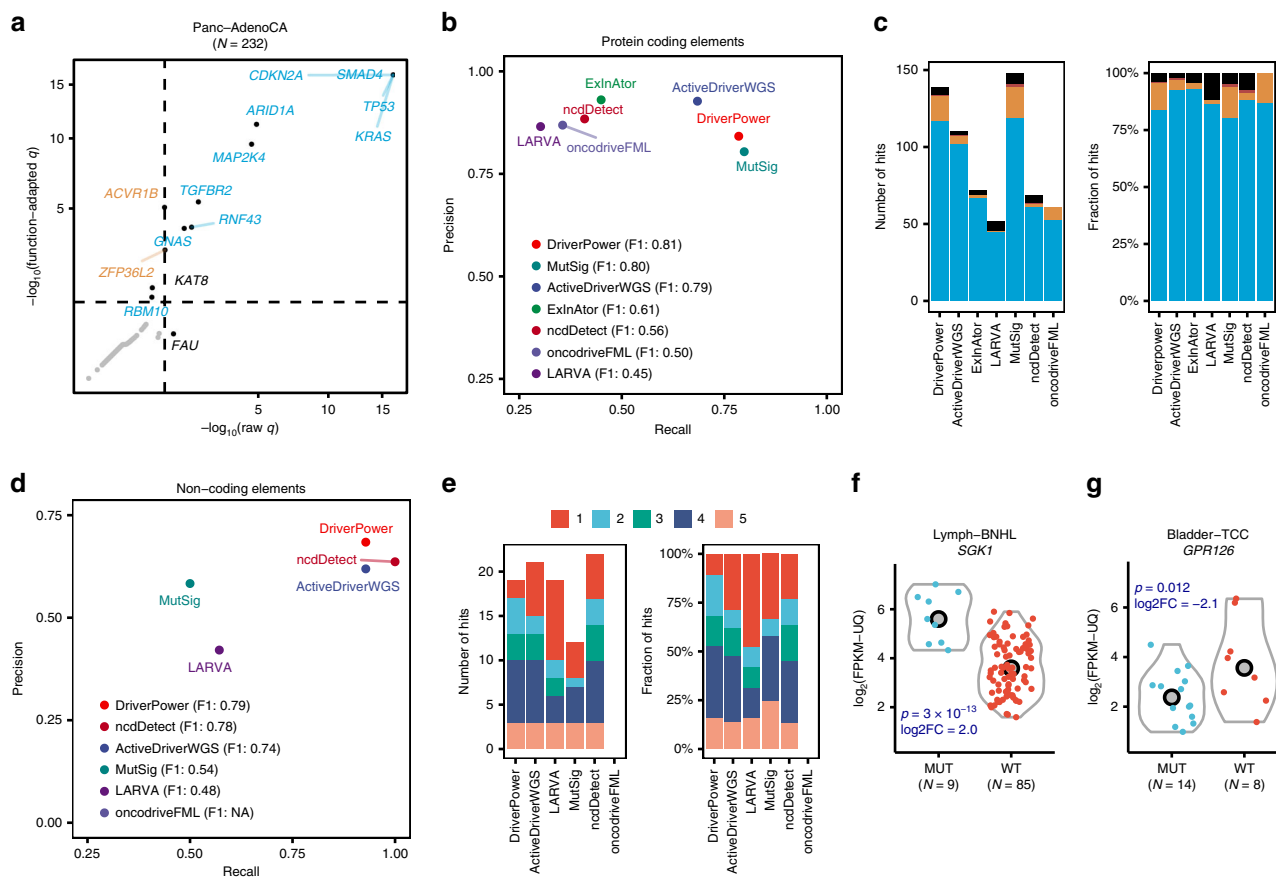 a
Panc–AdenoCA
(N = 232)
–log10(function–adapted q)
15
10
5
CDKN2A
SMAD4
TP53
KRAS
ARID1A
MAP2K4
ACVR1B
TGFBR2
RNF43
GNAS
ZFP36L2
KAT8
RBM10
FAU
5
10
15
–log10(raw q)
b
Protein coding elements
Precision
1.00
0.75
0.50
0.25
ExInAtor
ActiveDriverWGS
ncdDetect
DriverPower
LARVA
oncodriveFML
MutSig
DriverPower (F1: 0.81)
MutSig (F1: 0.80)
ActiveDriverWGS (F1: 0.79)
ExInAtor (F1: 0.61)
ncdDetect (F1: 0.56)
oncodriveFML (F1: 0.50)
LARVA (F1: 0.45)
0.25
0.50
0.75
1.00
Recall
c
Number of hits
150
100
50
0
DriverPower
ActiveDriverWGS
ExInAtor
LARVA
MutSig
ncdDetect
oncodriveFML
Fraction of hits
100%
75%
50%
25%
0%
Driverpower
ActiveDriverWGS
ExInAtor
LARVA
MutSig
ncdDetect
oncodriveFML
d
Non–coding elements
Precision
0.75
0.50
0.25
0.00
DriverPower
ncdDetect
ActiveDriverWGS
MutSig
LARVA
DriverPower (F1: 0.79)
ncdDetect (F1: 0.78)
ActiveDriverWGS (F1: 0.74)
MutSig (F1: 0.54)
LARVA (F1: 0.48)
oncodriveFML (F1: NA)
0.25
0.50
0.75
1.00
Recall
e
1
2
3
4
5
Number of hits
20
15
10
5
0
DriverPower
ActiveDriverWGS
LARVA
MutSig
ncdDetect
oncodriveFML
Fraction of hits
100%
75%
50%
25%
0%
DriverPower
ActiveDriverWGS
LARVA
MutSig
ncdDetect
oncodriveFML
f
Lymph–BNHL
SGK1
log2(FPKM–UQ)
6
4
2
p = 3 × 10–13
log2FC = 2.0
MUT
(N = 9)
WT
(N = 85)
g
Bladder–TCC
GPR126
log2(FPKM–UQ)
6
4
2
p = 0.012
log2FC = –2.1
MUT
(N = 14)
WT
(N = 8)